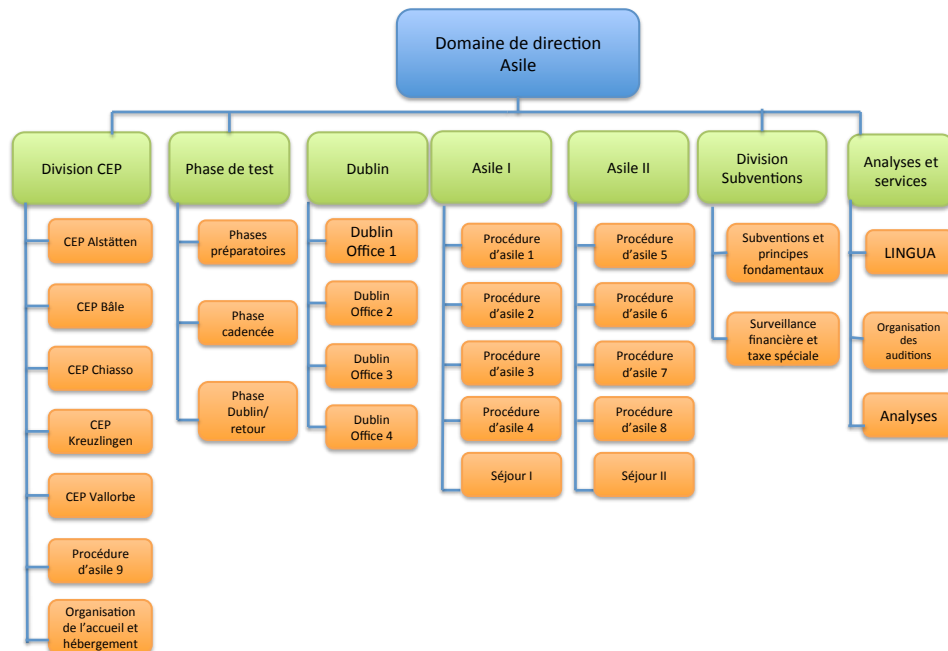 Domaine de direction
Asile
Division CEP
Phase de test
Dublin
Asile I
Asile II
Division
Subventions
Analyses et
services
CEP Alstätten
CEP Bâle
CEP Chiasso
CEP
Kreuzlingen
CEP Vallorbe
Procédure
d'asile 9
Organisation
de l'accueil et
hébergement
Phases
préparatoires
Phase
cadencée
Phase
Dublin/
retour
Dublin
Office 1
Dublin
Office 2
Dublin
Office 3
Dublin
Office 4
Procédure
d'asile 1
Procédure
d'asile 2
Procédure
d'asile 3
Procédure
d'asile 4
Séjour I
Procédure
d'asile 5
Procédure
d'asile 6
Procédure
d'asile 7
Procédure
d'asile 8
Séjour II
Subventions et
principes
fondamentaux
Surveillance
financière et
taxe spéciale
LINGUA
Organisation
des
auditions
Analyses